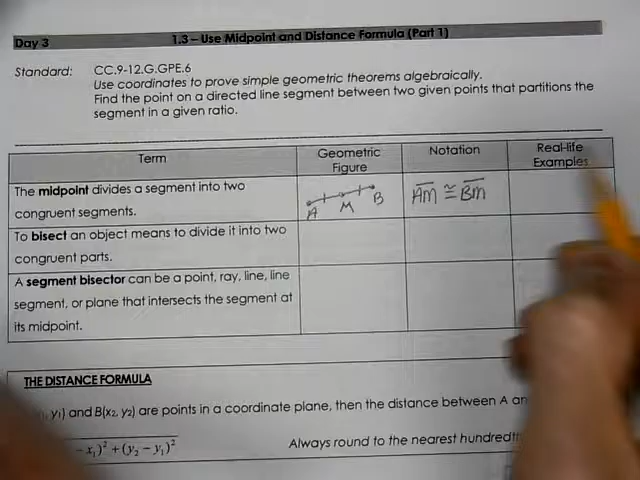 Day 3
1.3 – Use Midpoint and Distance Formula (Part 1)
Standard: CC.9-12.G.GPE.6
Use coordinates to prove simple geometric theorems algebraically.
Find the point on a directed line segment between two given points that partitions the
segment in a given ratio.
Term
Geometric
Figure
Notation
Real-life
Examples
The midpoint divides a segment into two
congruent segments.
A M B
A̅M̅ ≅ B̅M̅
To bisect an object means to divide it into two
congruent parts.
A segment bisector can be a point, ray, line, line
segment, or plane that intersects the segment at
its midpoint.
THE DISTANCE FORMULA
y₁) and B(x₂, y₂) are points in a coordinate plane, then the distance between A
- x₁)² + (y₂ – y₁)²
Always round to the nearest